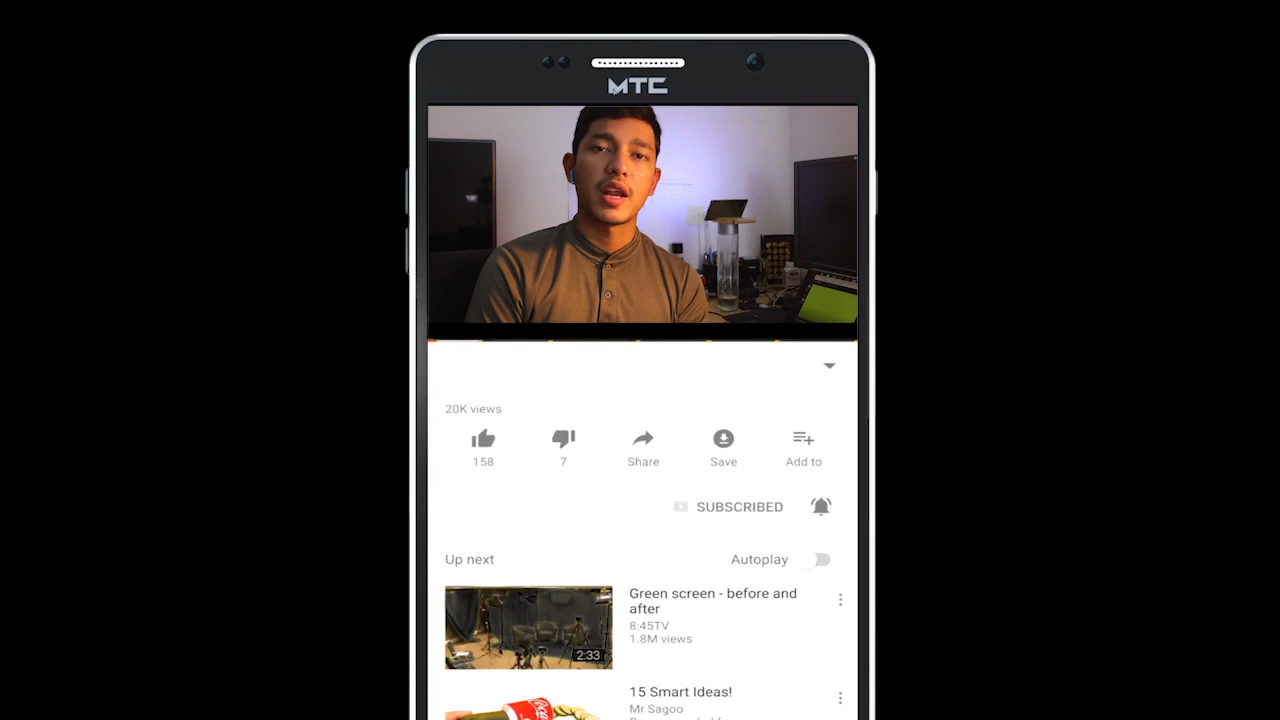 MTC
20K views
158
7
Share
Save
Add to
SUBSCRIBED
Up next
Autoplay
Green screen - before and
after
8:45TV
1.8M views
2:33
15 Smart Ideas!
Mr Sagoo
Coca